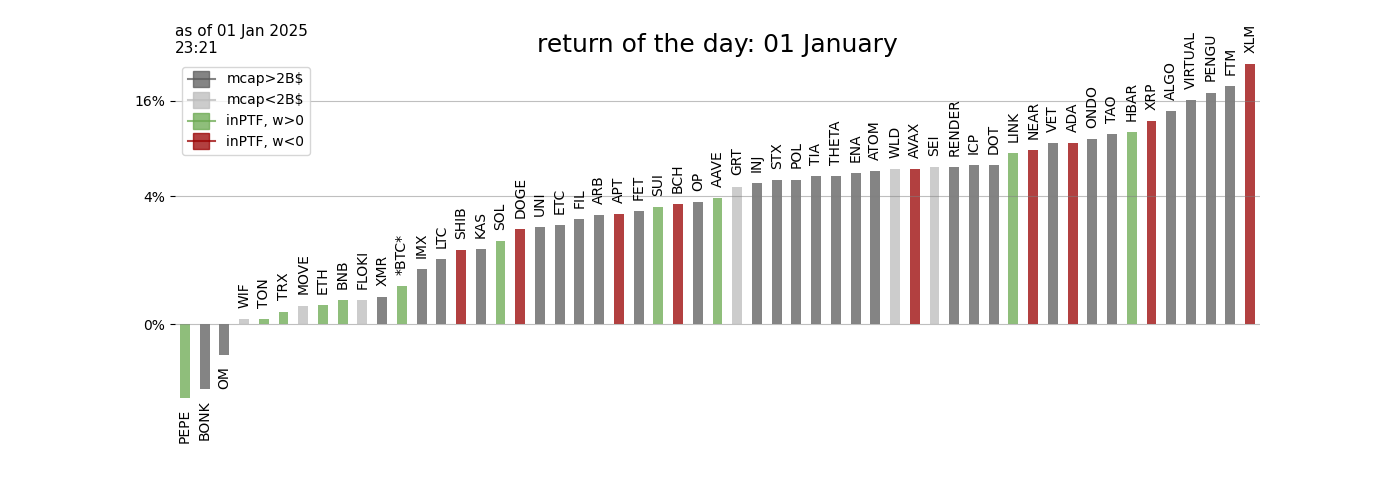 as of 01 Jan 2025
23:21
return of the day: 01 January
mcap>2B$
mcap<2B$
inPTF, w>0
inPTF, w<0
16%
4%
0%
PEPE
BONK
OM
WIF
TON
TRX
MOVE
ETH
BNB
FLOKI
XMR
*BTC*
IMX
LTC
SHIB
KAS
SOL
DOGE
UNI
ETC
FIL
ARB
APT
FET
SUI
BCH
OP
AAVE
GRT
INJ
STX
POL
TIA
THETA
ENA
ATOM
WLD
AVAX
SEI
RENDER
ICP
DOT
LINK
NEAR
VET
ADA
ONDO
TAO
HBAR
XRP
ALGO
VIRTUAL
PENGU
FTM
XLM